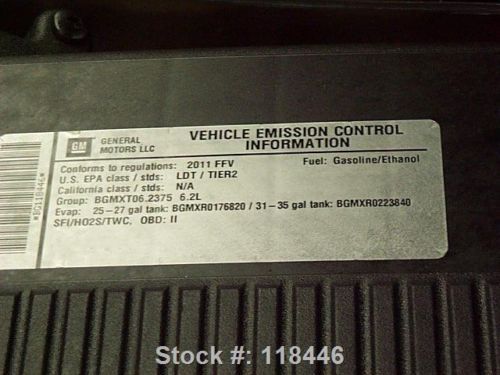 GM GENERAL MOTORS LLC
VEHICLE EMISSION CONTROL INFORMATION
Conforms to regulations: 2011 FFV Fuel: Gasoline/Ethanol
U.S. EPA class / stds: LDT / TIER2
California class / stds: N/A
Group: BGMXT06.2375 6.2L
Evap: 25-27 gal tank: BGMXR0176820 / 31-35 gal tank: BGMXR0223840
SFI/HO2S/TWC, OBD: II
Stock #: 118446